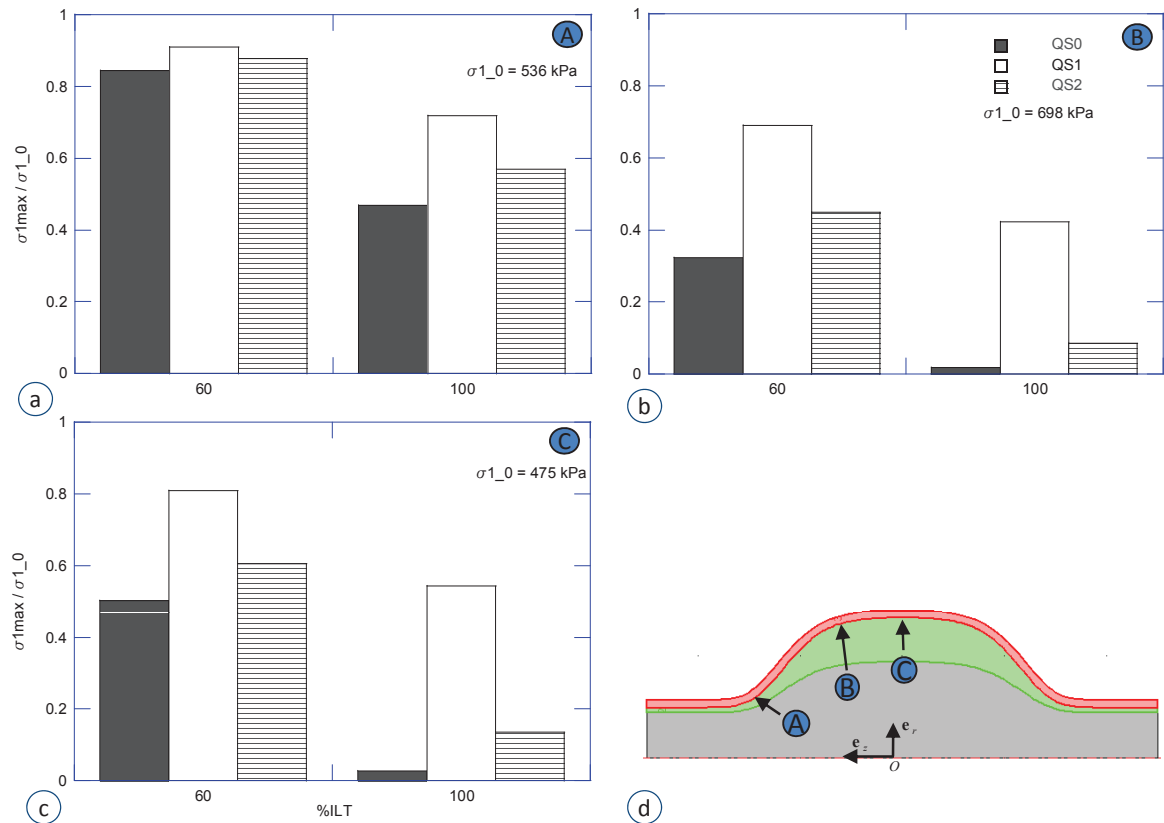 1
0.8
0.6
0.4
0.2
0
σ1max / σ1_0
A
σ1_0 = 536 kPa
60
100
a
1
0.8
0.6
0.4
0.2
0
B
QS0
QS1
QS2
σ1_0 = 698 kPa
60
100
b
1
0.8
0.6
0.4
0.2
0
σ1max / σ1_0
C
σ1_0 = 475 kPa
60
100
%ILT
c
B
C
A
e_r
e_z
O
d